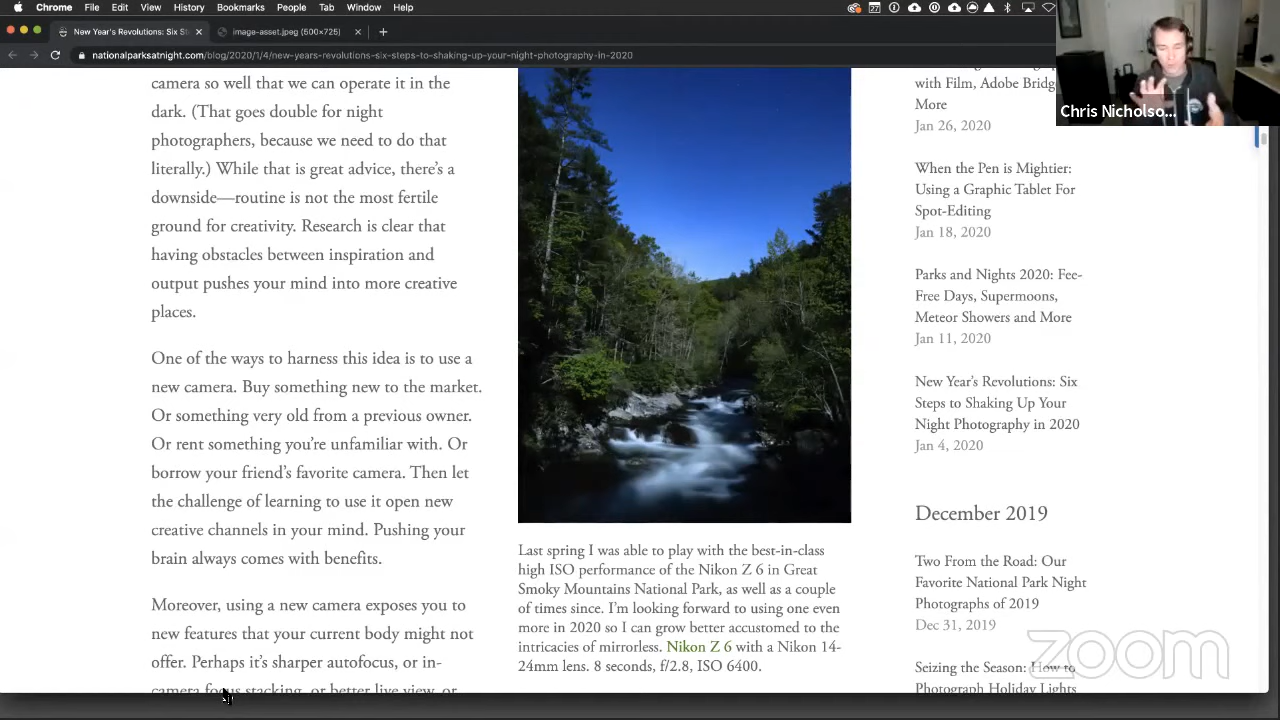 Chrome File Edit View History Bookmarks People Tab Window Help
New Year's Revolutions: Six St
image-asset.jpeg (600×725)
nationalparksatnight.com/blog/2020/1/4/new-years-revolutions-six-steps-to-shaking-up-your-night-photography-in-2020
Chris Nicholso...
camera so well that we can operate it in the
dark. (That goes double for night
photographers, because we need to do that
literally.) While that is great advice, there's a
downside—routine is not the most fertile
ground for creativity. Research is clear that
having obstacles between inspiration and
output pushes your mind into more creative
places.
One of the ways to harness this idea is to use a
new camera. Buy something new to the market.
Or something very old from a previous owner.
Or rent something you're unfamiliar with. Or
borrow your friend's favorite camera. Then let
the challenge of learning to use it open new
creative channels in your mind. Pushing your
brain always comes with benefits.
Moreover, using a new camera exposes you to
new features that your current body might not
offer. Perhaps it's sharper autofocus, or in-
camera focus stacking, or better live view, or
Last spring I was able to play with the best-in-class
high ISO performance of the Nikon Z 6 in Great
Smoky Mountains National Park, as well as a couple
of times since. I'm looking forward to using one even
more in 2020 so I can grow better accustomed to the
intricacies of mirrorless. Nikon Z 6 with a Nikon 14-
24mm lens. 8 seconds, f/2.8, ISO 6400.
with Film, Adobe Bridge
More
Jan 26, 2020
When the Pen is Mightier:
Using a Graphic Tablet For
Spot-Editing
Jan 18, 2020
Parks and Nights 2020: Fee-
Free Days, Supermoons,
Meteor Showers and More
Jan 11, 2020
New Year's Revolutions: Six
Steps to Shaking Up Your
Night Photography in 2020
Jan 4, 2020
December 2019
Two From the Road: Our
Favorite National Park Night
Photographs of 2019
Dec 31, 2019
Seizing the Season: How to
Photograph Holiday Lights
zoom